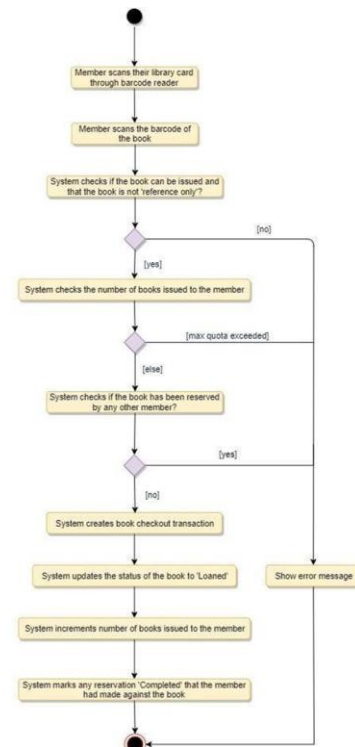 Member scans their library card
through barcode reader
Member scans the barcode of
the book
System checks if the book can be issued and
that the book is not 'reference only'?
[no]
[yes]
System checks the number of books issued to the member
[max quota exceeded]
[else]
System checks if the book has been reserved
by any other member?
[yes]
[no]
System creates book checkout transaction
System updates the status of the book to 'Loaned'
Show error message
System increments number of books issued to the member
System marks any reservation 'Completed' that the member
had made against the book